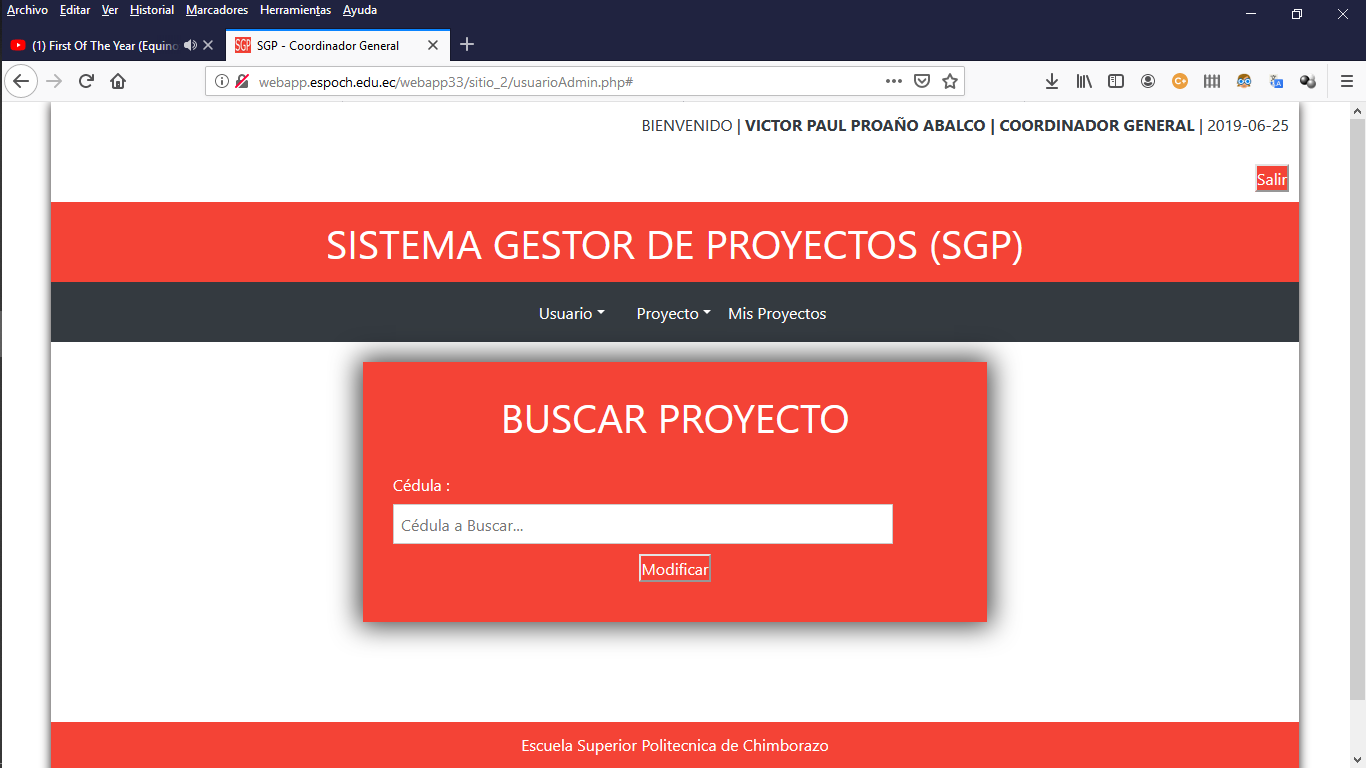 Archivo Editar Ver Historial Marcadores Herramientas Ayuda
(1) First Of The Year (Equino
SGP SGP - Coordinador General
webapp.espoch.edu.ec/webapp33/sitio_2/usuarioAdmin.php#
BIENVENIDO | VICTOR PAUL PROAÑO ABALCO | COORDINADOR GENERAL | 2019-06-25
Salir
SISTEMA GESTOR DE PROYECTOS (SGP)
Usuario Proyecto Mis Proyectos
BUSCAR PROYECTO
Cédula :
Cédula a Buscar...
Modificar
Escuela Superior Politecnica de Chimborazo